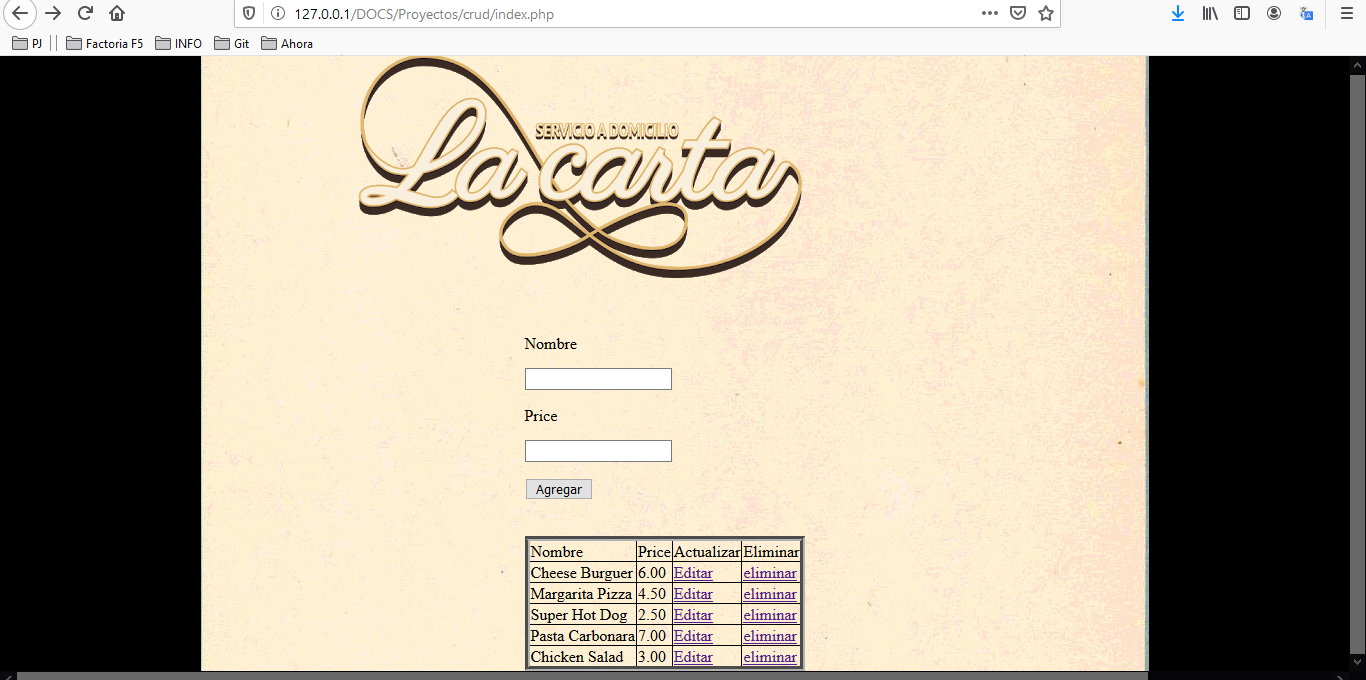 127.0.0.1/DOCS/Proyectos/crud/index.php
PJ Factoria F5 INFO Git Ahora
SERVICIO A DOMICILIO
La carta
Nombre
Price
Agregar
Nombre Price Actualizar Eliminar
Cheese Burguer 6.00 Editar eliminar
Margarita Pizza 4.50 Editar eliminar
Super Hot Dog 2.50 Editar eliminar
Pasta Carbonara 7.00 Editar eliminar
Chicken Salad 3.00 Editar eliminar